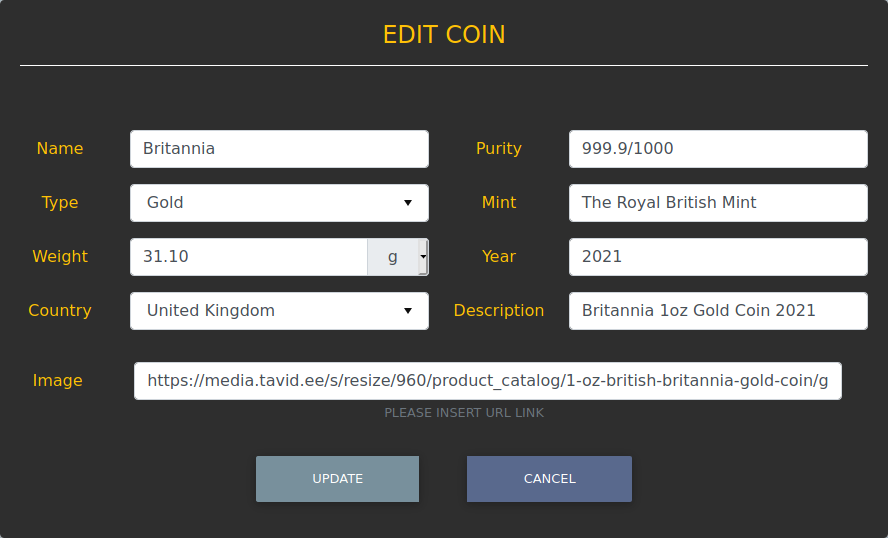 EDIT COIN
Name Britannia Purity 999.9/1000
Type Gold Mint The Royal British Mint
Weight 31.10 g Year 2021
Country United Kingdom Description Britannia 1oz Gold Coin 2021
Image https://media.tavid.ee/s/resize/960/product_catalog/1-oz-british-britannia-gold-coin/g
PLEASE INSERT URL LINK
UPDATE CANCEL